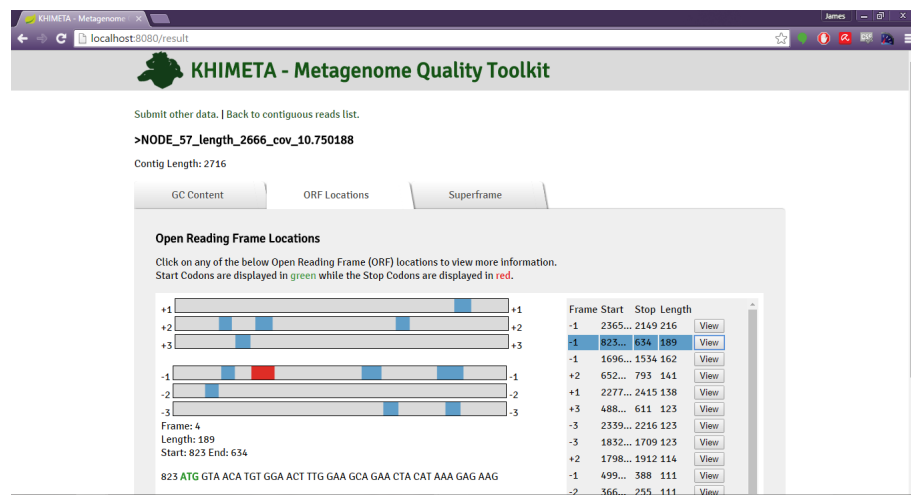 KHIMETA - Metagenome
James
localhost:8080/result
KHIMETA - Metagenome Quality Toolkit
Submit other data. | Back to contiguous reads list.
>NODE_57_length_2666_cov_10.750188
Contig Length: 2716
GC Content
ORF Locations
Superframe
Open Reading Frame Locations
Click on any of the below Open Reading Frame (ORF) locations to view more information.
Start Codons are displayed in green while the Stop Codons are displayed in red.
+1 +1
+2 +2
+3 +3
-1 -1
-2 -2
-3 -3
Frame: 4
Length: 189
Start: 823 End: 634
823 ATG GTA ACA TGT GGA ACT TTG GAA GCA GAA CTA CAT AAA GAG AAG
Frame Start Stop Length
-1 2365... 2149 216 View
-1 823... 634 189 View
-1 1696... 1534 162 View
+2 652... 793 141 View
+1 2277... 2415 138 View
+3 488... 611 123 View
-3 2339... 2216 123 View
-3 1832... 1709 123 View
+2 1798... 1912 114 View
-1 499... 388 111 View
-2 366... 255 111 View